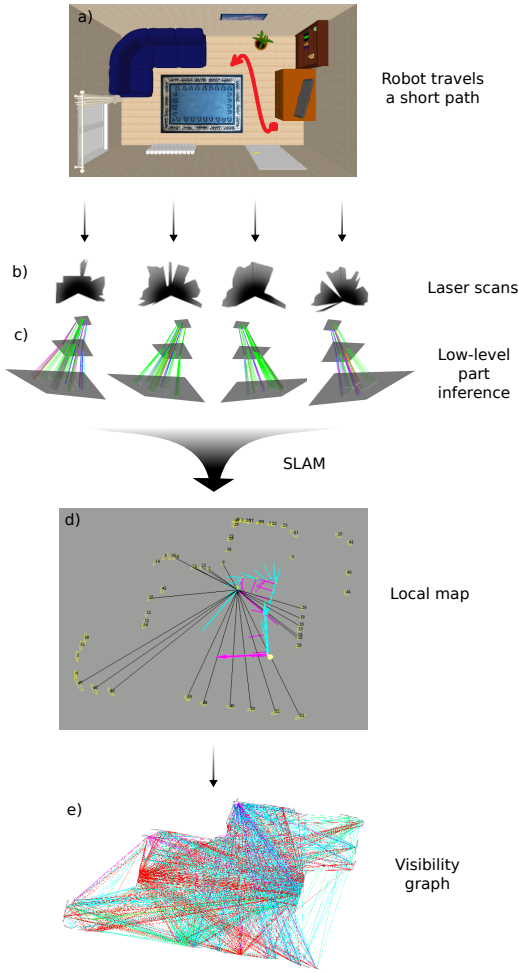 a)
Robot travels
a short path
b)
Laser scans
c)
Low-level
part
inference
SLAM
d)
Local map
e)
Visibility
graph